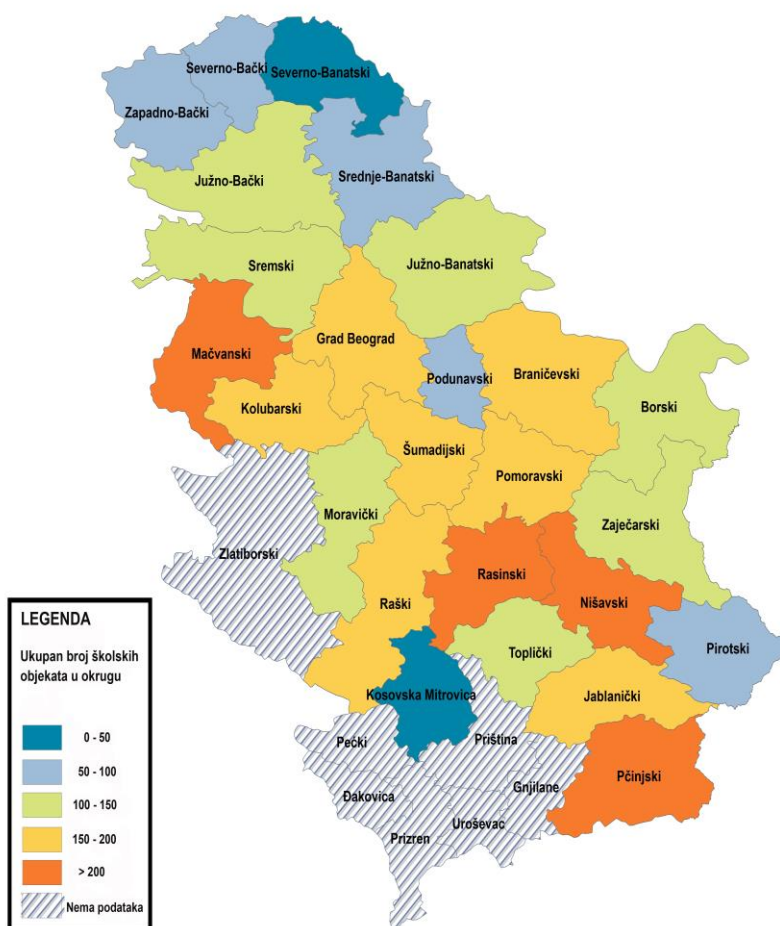 Severno-Bački
Severno-Banatski
Zapadno-Bački
Južno-Bački
Srednje-Banatski
Sremski
Južno-Banatski
Mačvanski
Grad Beograd
Podunavski
Braničevski
Borski
Kolubarski
Šumadijski
Pomoravski
Moravički
Zaječarski
Zlatiborski
Rasinski
Raški
Nišavski
Toplički
Pirotski
Kosovska Mitrovica
Jablanički
Pećki
Priština
Pčinjski
Đakovica
Gnjilane
Uroševac
Prizren
LEGENDA
Ukupan broj školskih
objekata u okrugu
0 - 50
50 - 100
100 - 150
150 - 200
> 200
Nema podataka